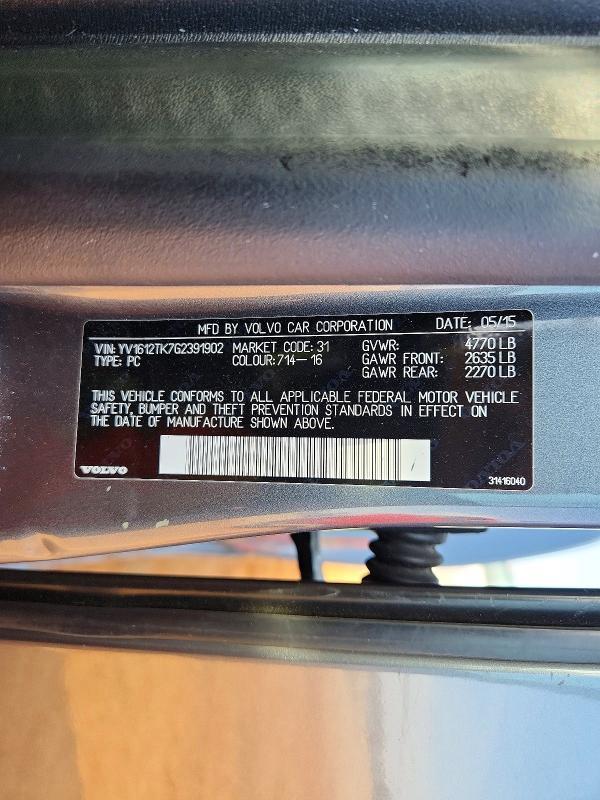 MFD BY VOLVO CAR CORPORATION DATE: 05/15
VIN: YV1612TK7G2391902 MARKET CODE: 31 GVWR: 4770 LB
TYPE: PC COLOUR: 714-16 GAWR FRONT: 2635 LB
GAWR REAR: 2270 LB
THIS VEHICLE CONFORMS TO ALL APPLICABLE FEDERAL MOTOR VEHICLE
SAFETY, BUMPER AND THEFT PREVENTION STANDARDS IN EFFECT ON
THE DATE OF MANUFACTURE SHOWN ABOVE.
VOLVO 31416040